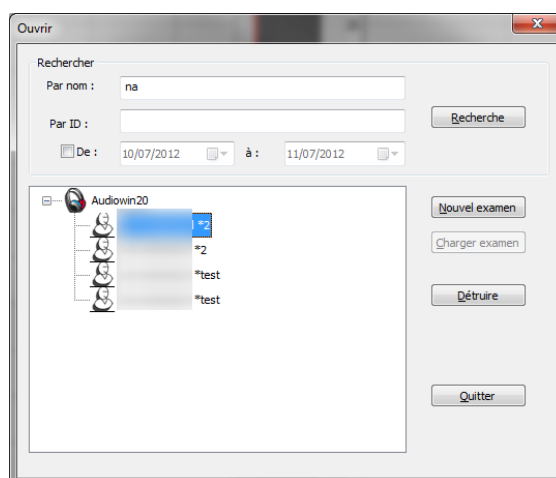 Ouvrir
Rechercher
Par nom :
na
Par ID :
Recherche
De :
10/07/2012
à :
11/07/2012
Audiowin20
*2
*2
*test
*test
Nouvel examen
Charger examen
Détruire
Quitter